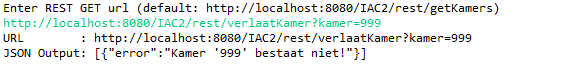 Enter REST GET url (default: http://localhost:8080/IAC2/rest/getKamers)
http://localhost:8080/IAC2/rest/verlaatKamer?kamer=999
URL : http://localhost:8080/IAC2/rest/verlaatKamer?kamer=999
JSON Output: [{"error":"Kamer '999' bestaat niet!"}]